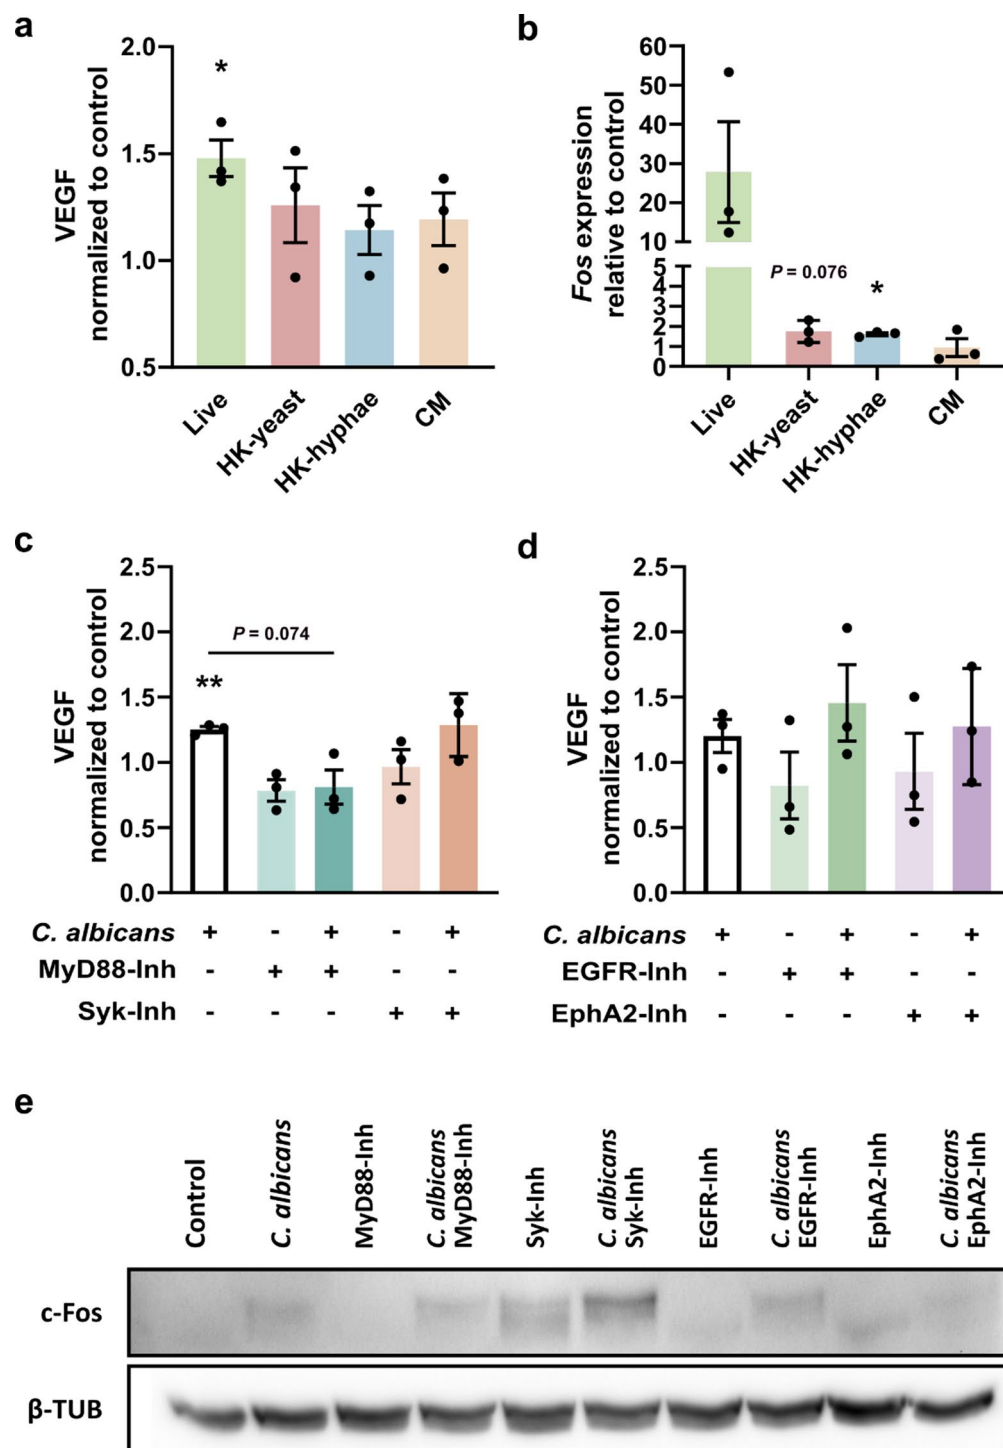 a
VEGF
normalized to control
2.0
*
1.5
1.0
0.5
Live
HK-yeast
HK-hyphae
CM
b
Fos expression
relative to control
60
50
40
30
20
10
5
4
3
2
1
0
P = 0.076
*
Live
HK-yeast
HK-hyphae
CM
c
VEGF
normalized to control
2.5
2.0
1.5
1.0
0.5
0.0
P = 0.074
**
C. albicans + - + - +
MyD88-Inh - + + - -
Syk-Inh - - - + +
d
VEGF
normalized to control
2.5
2.0
1.5
1.0
0.5
0.0
C. albicans + - + - +
EGFR-Inh - + + - -
EphA2-Inh - - - + +
e
Control
C. albicans
MyD88-Inh
C. albicans
MyD88-Inh
Syk-Inh
C. albicans
Syk-Inh
EGFR-Inh
C. albicans
EGFR-Inh
EphA2-Inh
C. albicans
EphA2-Inh
c-Fos
β-TUB